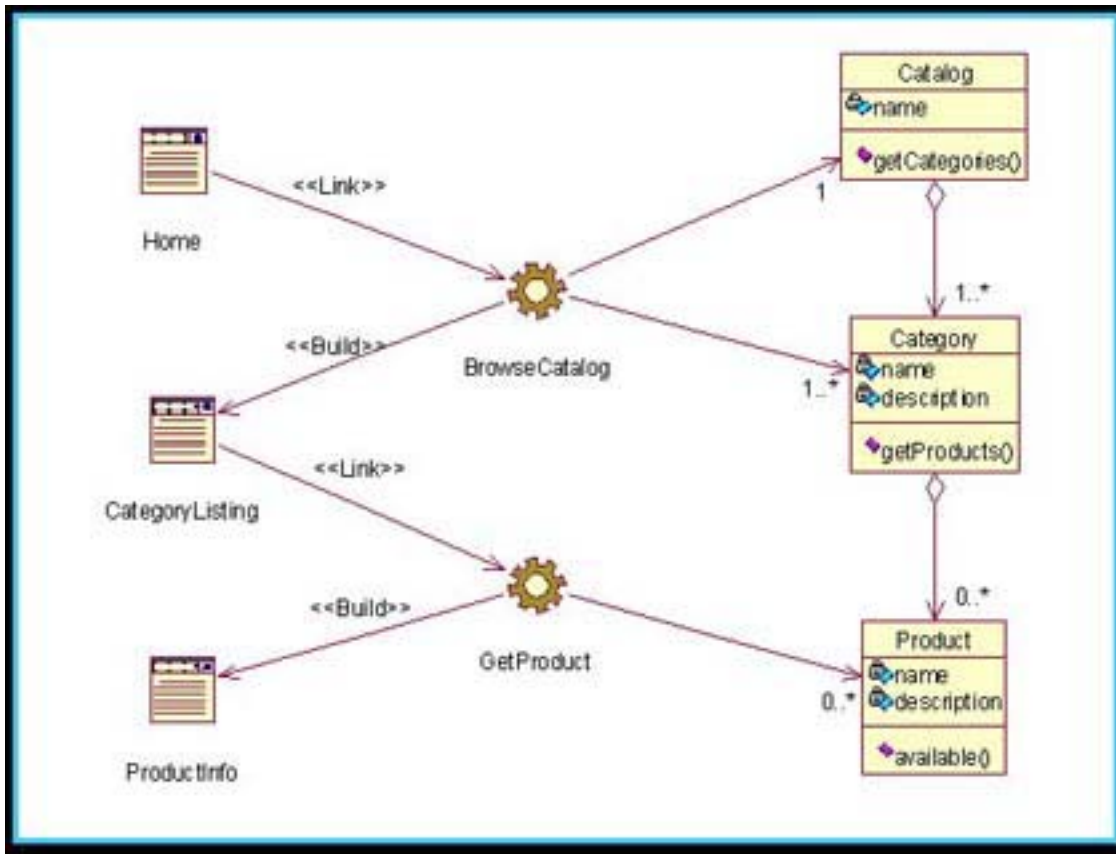 Catalog
name
getCategories()
<<Link>>
1
Home
1..*
<<Build>>
BrowseCatalog
Category
name
description
1..*
getProducts()
<<Link>>
CategoryListing
<<Build>>
0..*
GetProduct
Product
name
description
0..*
available()
ProductInfo